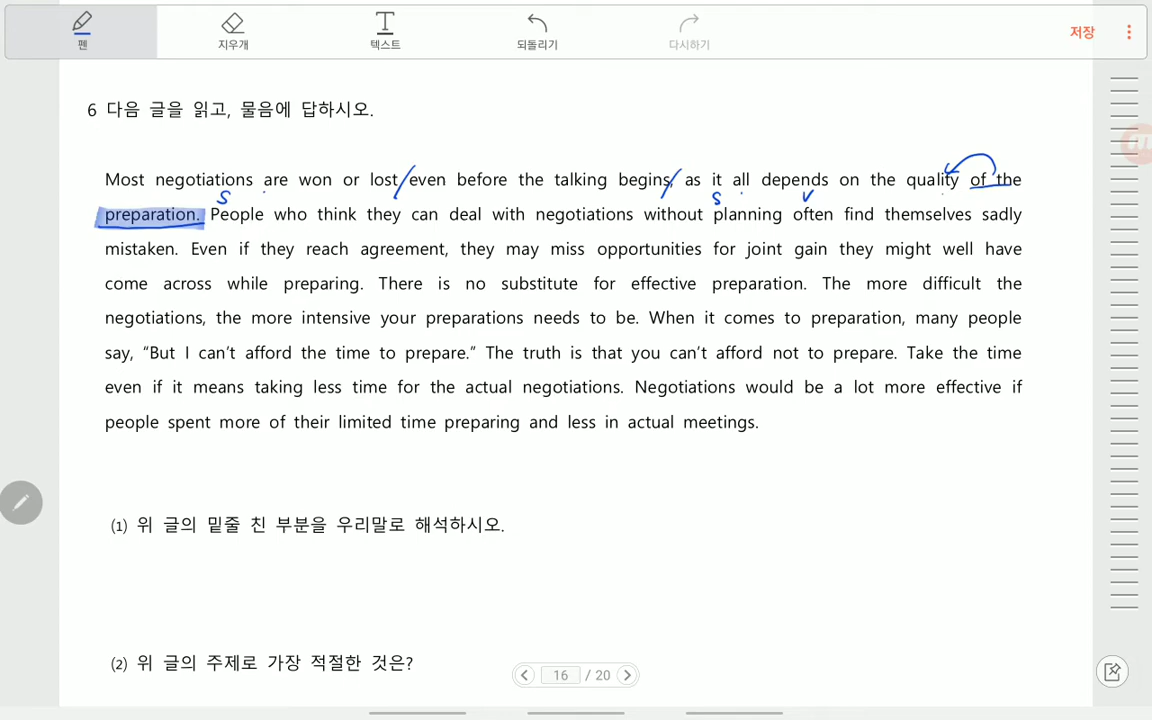 펜 지우개 텍스트 되돌리기 다시하기 저장
6 다음 글을 읽고, 물음에 답하시오.
Most negotiations are won or lost even before the talking begins, as it all depends on the quality of the
S S V
preparation. People who think they can deal with negotiations without planning often find themselves sadly
mistaken. Even if they reach agreement, they may miss opportunities for joint gain they might well have
come across while preparing. There is no substitute for effective preparation. The more difficult the
negotiations, the more intensive your preparations needs to be. When it comes to preparation, many people
say, “But I can’t afford the time to prepare.” The truth is that you can’t afford not to prepare. Take the time
even if it means taking less time for the actual negotiations. Negotiations would be a lot more effective if
people spent more of their limited time preparing and less in actual meetings.
(1) 위 글의 밑줄 친 부분을 우리말로 해석하시오.
(2) 위 글의 주제로 가장 적절한 것은?
16 / 20